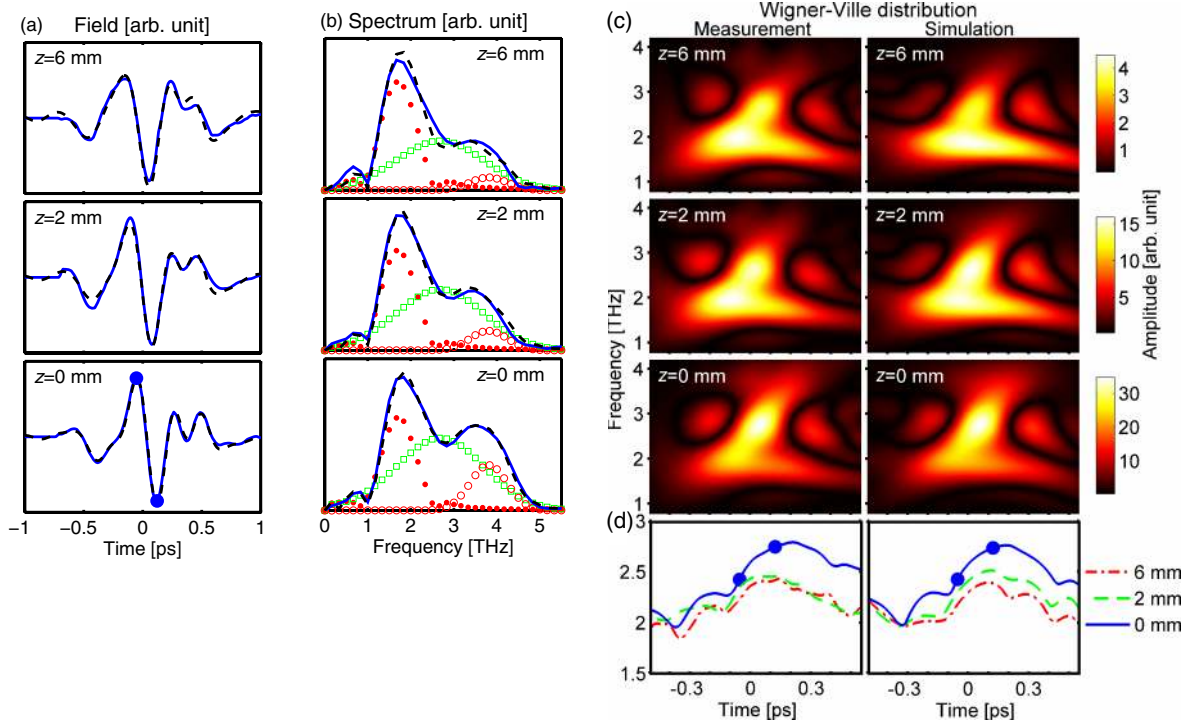 (a)
Field [arb. unit]
z=6 mm
z=2 mm
z=0 mm
−1 −0.5 0 0.5 1
Time [ps]
(b)
Spectrum [arb. unit]
z=6 mm
z=2 mm
z=0 mm
0 1 2 3 4 5
Frequency [THz]
(c)
Wigner-Ville distribution
Measurement Simulation
z=6 mm z=6 mm
4
3
2
1
4
3
2
1
z=2 mm z=2 mm
4
3
2
1
15
10
5
z=0 mm z=0 mm
4
3
2
1
30
20
10
Frequency [THz]
Amplitude [arb. unit]
(d)
3
2.5
2
1.5
-0.3 0 0.3 -0.3 0 0.3
Time [ps] Time [ps]
6 mm
2 mm
0 mm